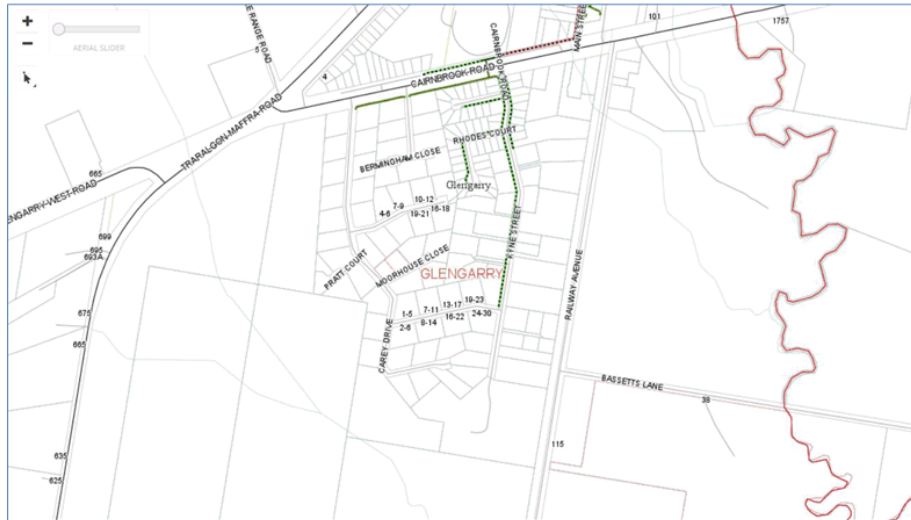 +
−
AERIAL SLIDER
RANGE ROAD
5
4
MAIN STREET
101
1757
CAIRNBROOK ROAD
CAIRNBROOK ROAD
TRARALGON-MAFFRA ROAD
RHODES COURT
BERMINGHAM CLOSE
665
ENGARRY WEST ROAD
Glengarry
10-12
7-9
4-6
16-18
19-21
699
695
693A
KYNE STREET
MOORHOUSE CLOSE
PRATT COURT
GLENGARRY
RAILWAY AVENUE
675
665
19-23
13-17
7-11
1-5
24-30
16-22
8-14
2-6
CAREY DRIVE
BASSETTS LANE
38
115
635
625